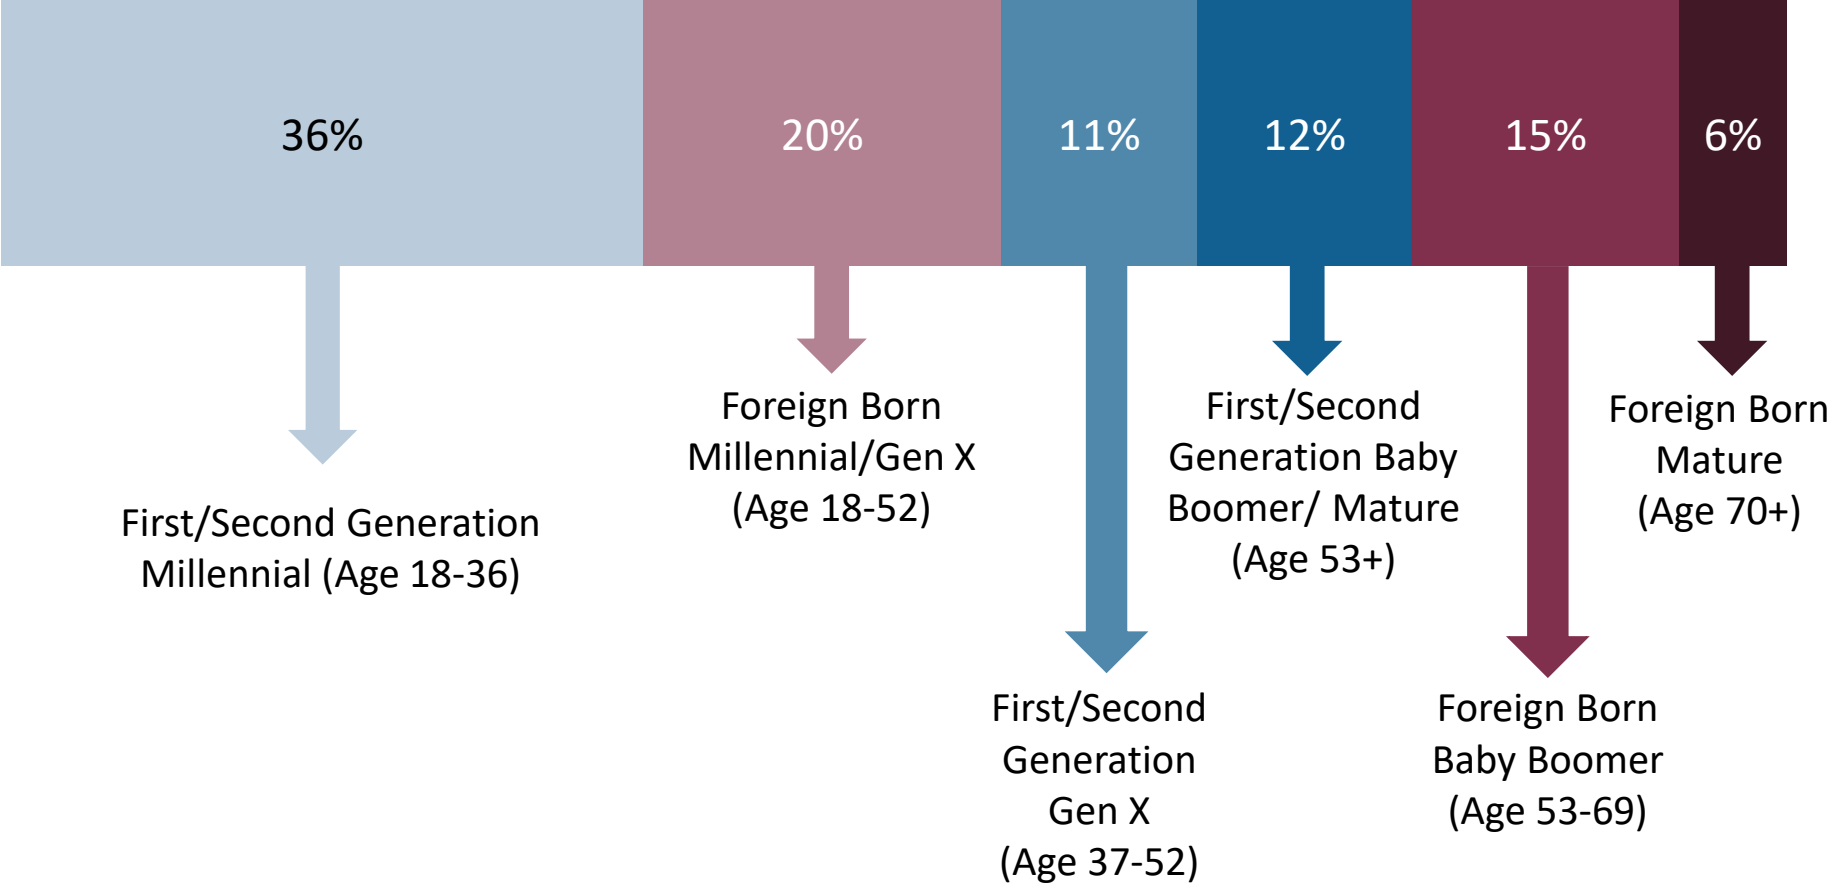 36%
20%
11%
12%
15%
6%
First/Second Generation
Millennial (Age 18-36)
Foreign Born
Millennial/Gen X
(Age 18-52)
First/Second
Generation
Gen X
(Age 37-52)
First/Second
Generation Baby
Boomer/ Mature
(Age 53+)
Foreign Born
Baby Boomer
(Age 53-69)
Foreign Born
Mature
(Age 70+)